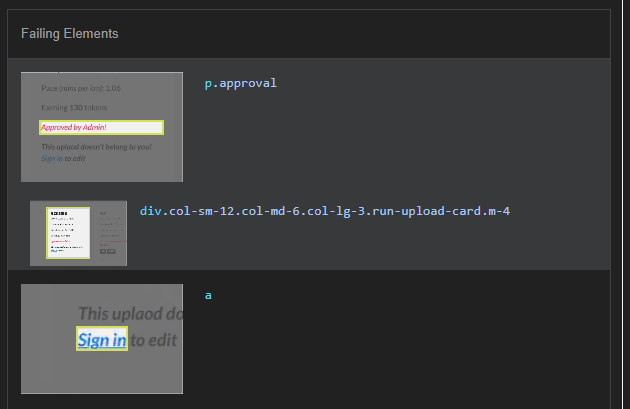 Failing Elements
Pace (mins per km): 1.06
Earning 130 tokens
Approved by Admin!
This uplaod doesn't belong to you!
Sign in to edit
p.approval
div.col-sm-12.col-md-6.col-lg-3.run-upload-card.m-4
This uplaod do
Sign in to edit
a